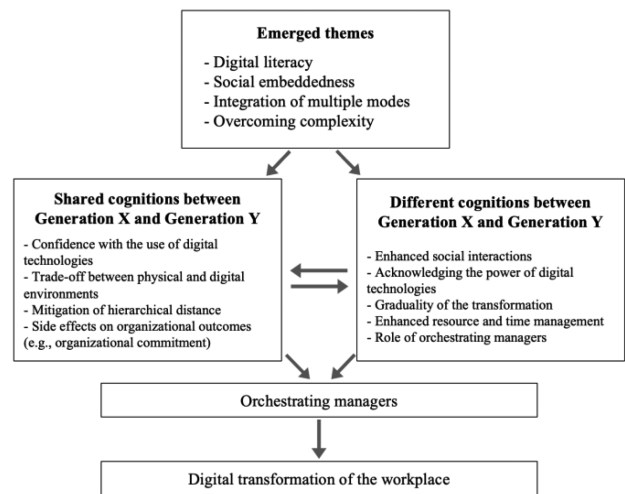 Emerged themes
- Digital literacy
- Social embeddedness
- Integration of multiple modes
- Overcoming complexity
Shared cognitions between
Generation X and Generation Y
- Confidence with the use of digital
technologies
- Trade-off between physical and digital
environments
- Mitigation of hierarchical distance
- Side effects on organizational outcomes
(e.g., organizational commitment)
Different cognitions between
Generation X and Generation Y
- Enhanced social interactions
- Acknowledging the power of digital
technologies
- Graduality of the transformation
- Enhanced resource and time management
- Role of orchestrating managers
Orchestrating managers
Digital transformation of the workplace